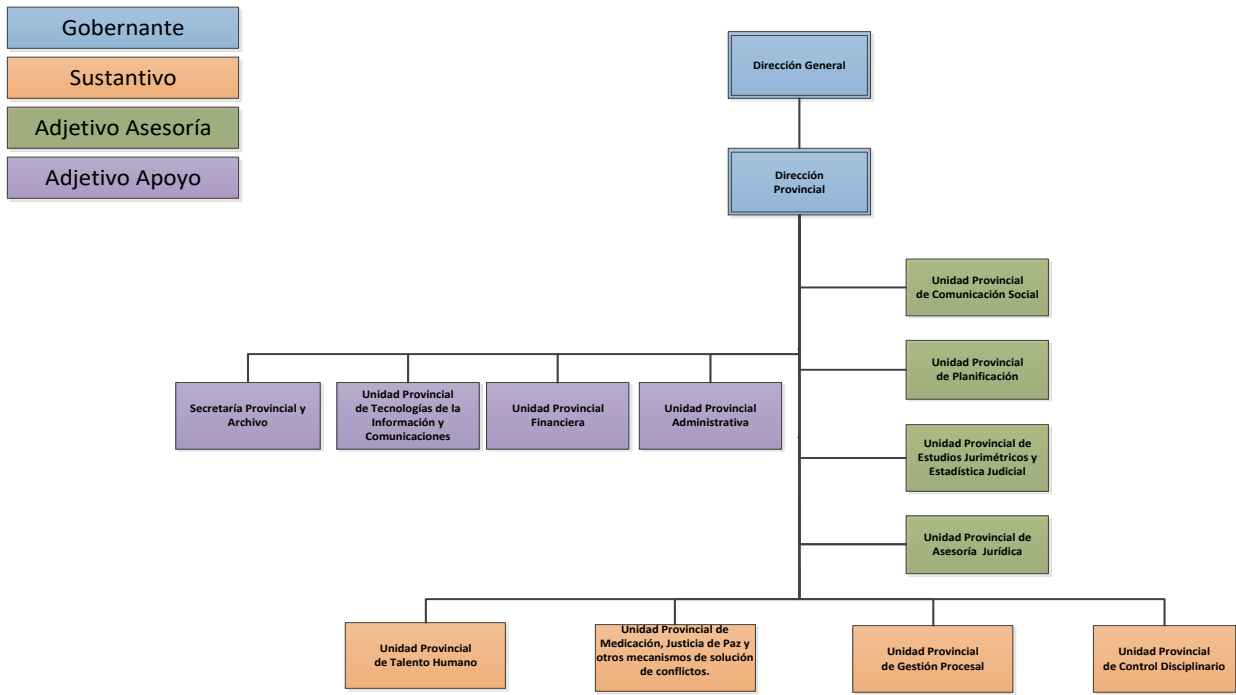 Gobernante
Sustantivo
Adjetivo Asesoría
Adjetivo Apoyo
Dirección General
Dirección
Provincial
Unidad Provincial
de Comunicación Social
Unidad Provincial
de Planificación
Unidad Provincial de
Estudios Jurimétricos y
Estadística Judicial
Unidad Provincial de
Asesoría Jurídica
Secretaría Provincial y
Archivo
Unidad Provincial
de Tecnologías de la
Información y
Comunicaciones
Unidad Provincial
Financiera
Unidad Provincial
Administrativa
Unidad Provincial
de Talento Humano
Unidad Provincial de
Medicación, Justicia de Paz y
otros mecanismos de solución
de conflictos.
Unidad Provincial
de Gestión Procesal
Unidad Provincial
de Control Disciplinario